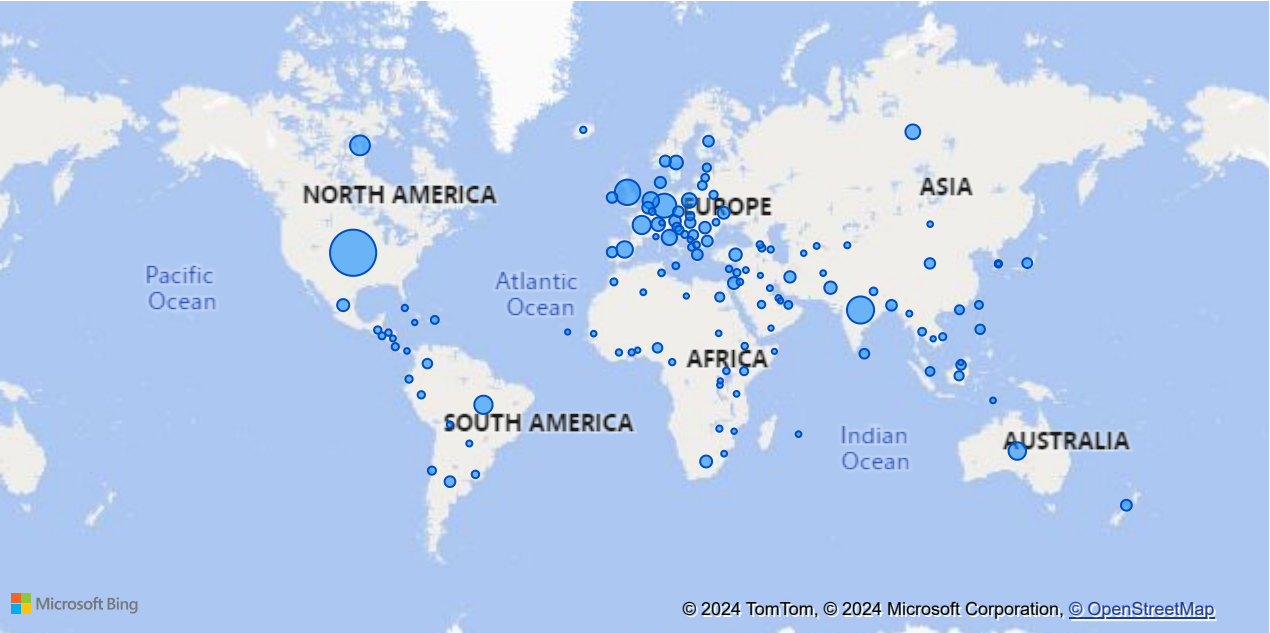 ASIA
NORTH AMERICA
EUROPE
Pacific
Ocean
Atlantic
Ocean
AFRICA
SOUTH AMERICA
Indian
Ocean
AUSTRALIA
Microsoft Bing
© 2024 TomTom, © 2024 Microsoft Corporation, © OpenStreetMap